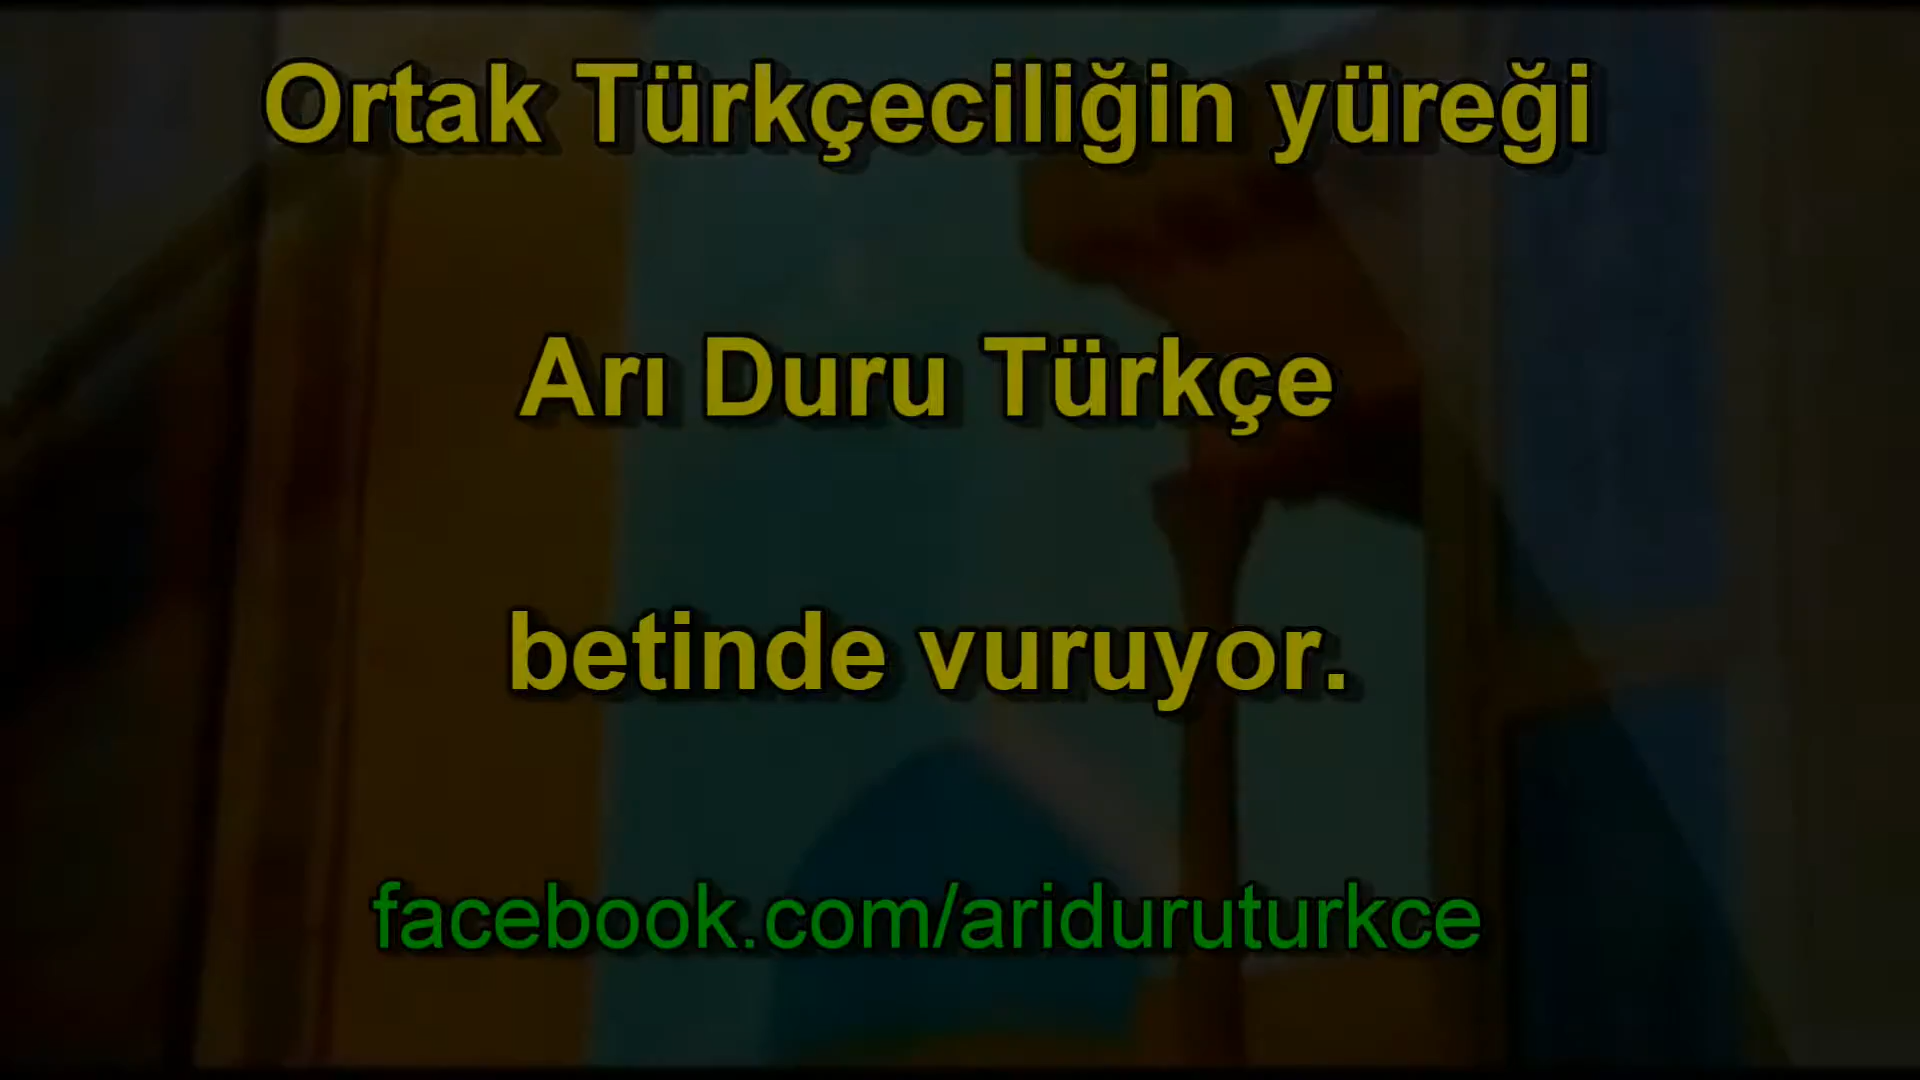 Ortak Türkçeciliğin yüreği
Arı Duru Türkçe
betinde vuruyor.
facebook.com/ariduruturkce